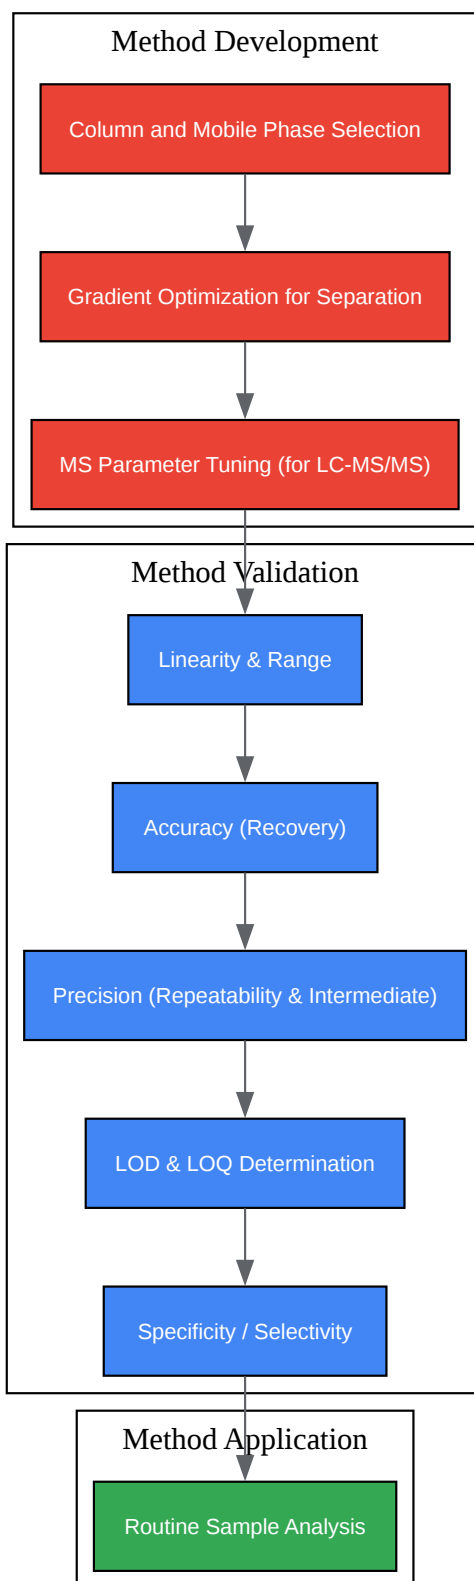 Method Development
Column and Mobile Phase Selection
Gradient Optimization for Separation
MS Parameter Tuning (for LC-MS/MS)
Method Validation
Linearity & Range
Accuracy (Recovery)
Precision (Repeatability & Intermediate)
LOD & LOQ Determination
Specificity / Selectivity
Method Application
Routine Sample Analysis